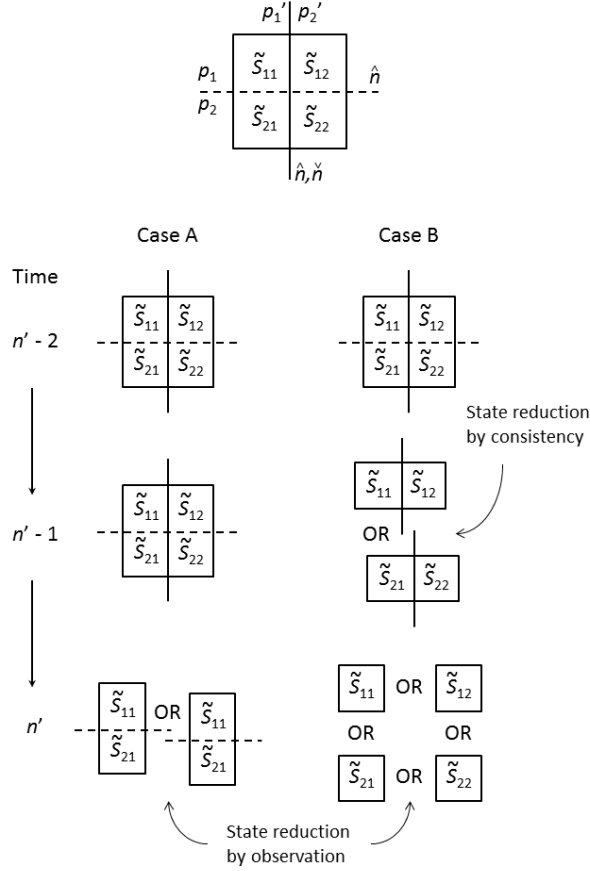 p₁' p₂'
p₁ S̃₁₁ S̃₁₂ n̂
p₂ S̃₂₁ S̃₂₂
n̂,ň
Case A Case B
Time
n' - 2 S̃₁₁ S̃₁₂ S̃₁₁ S̃₁₂
S̃₂₁ S̃₂₂ S̃₂₁ S̃₂₂
State reduction
by consistency
n' - 1 S̃₁₁ S̃₁₂ S̃₁₁ S̃₁₂
OR
S̃₂₁ S̃₂₂ S̃₂₁ S̃₂₂
n' S̃₁₁ OR S̃₁₁ S̃₁₁ OR S̃₁₂
OR OR
S̃₂₁ S̃₂₁ S̃₂₁ OR S̃₂₂
State reduction
by observation